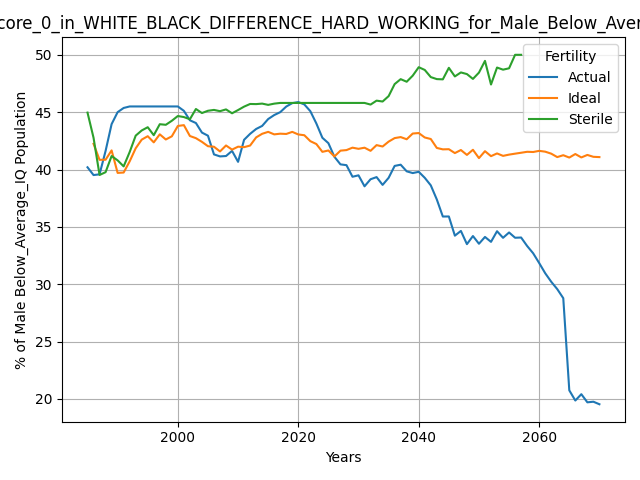 core_0_in_WHITE_BLACK_DIFFERENCE_HARD_WORKING_for_Male_Below_Aver
Fertility
Actual
Ideal
Sterile
% of Male Below_Average_IQ Population
50
45
40
35
30
25
20
2000
2020
2040
2060
Years